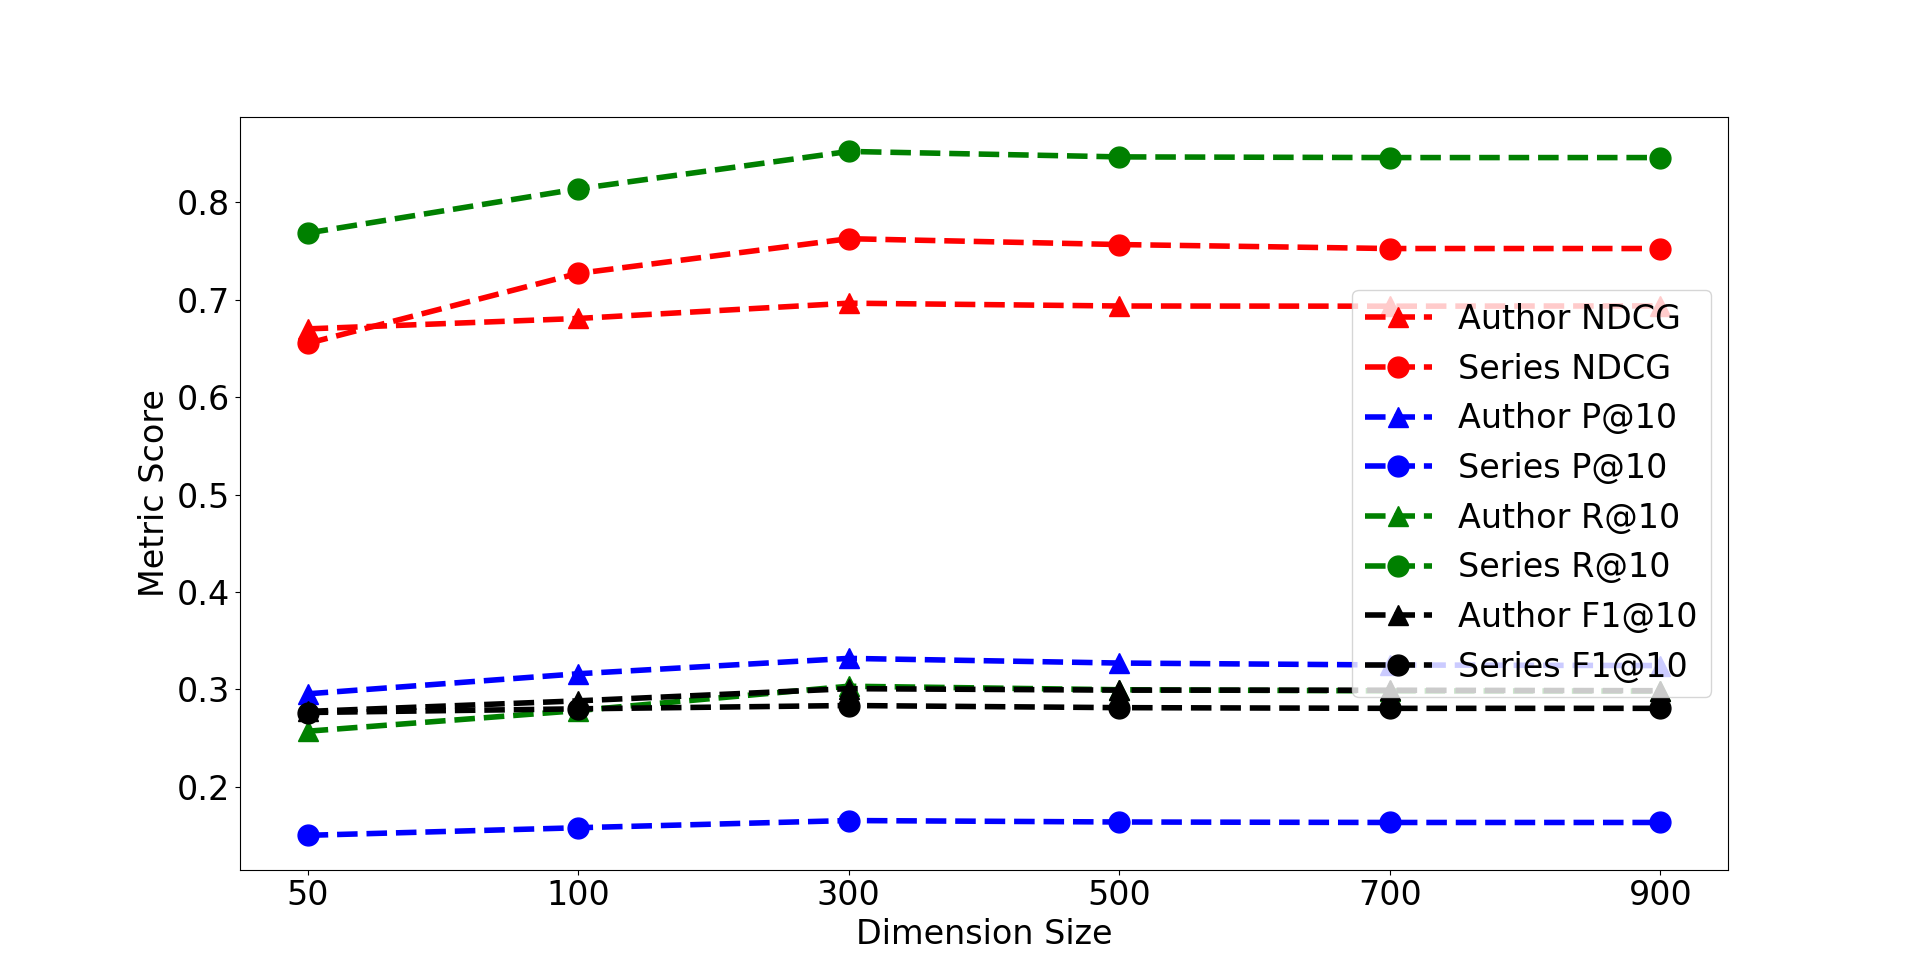 0.8
0.7
0.6
0.5
0.4
0.3
0.2
Metric Score
Author NDCG
Series NDCG
Author P@10
Series P@10
Author R@10
Series R@10
Author F1@10
Series F1@10
50 100 300 500 700 900
Dimension Size